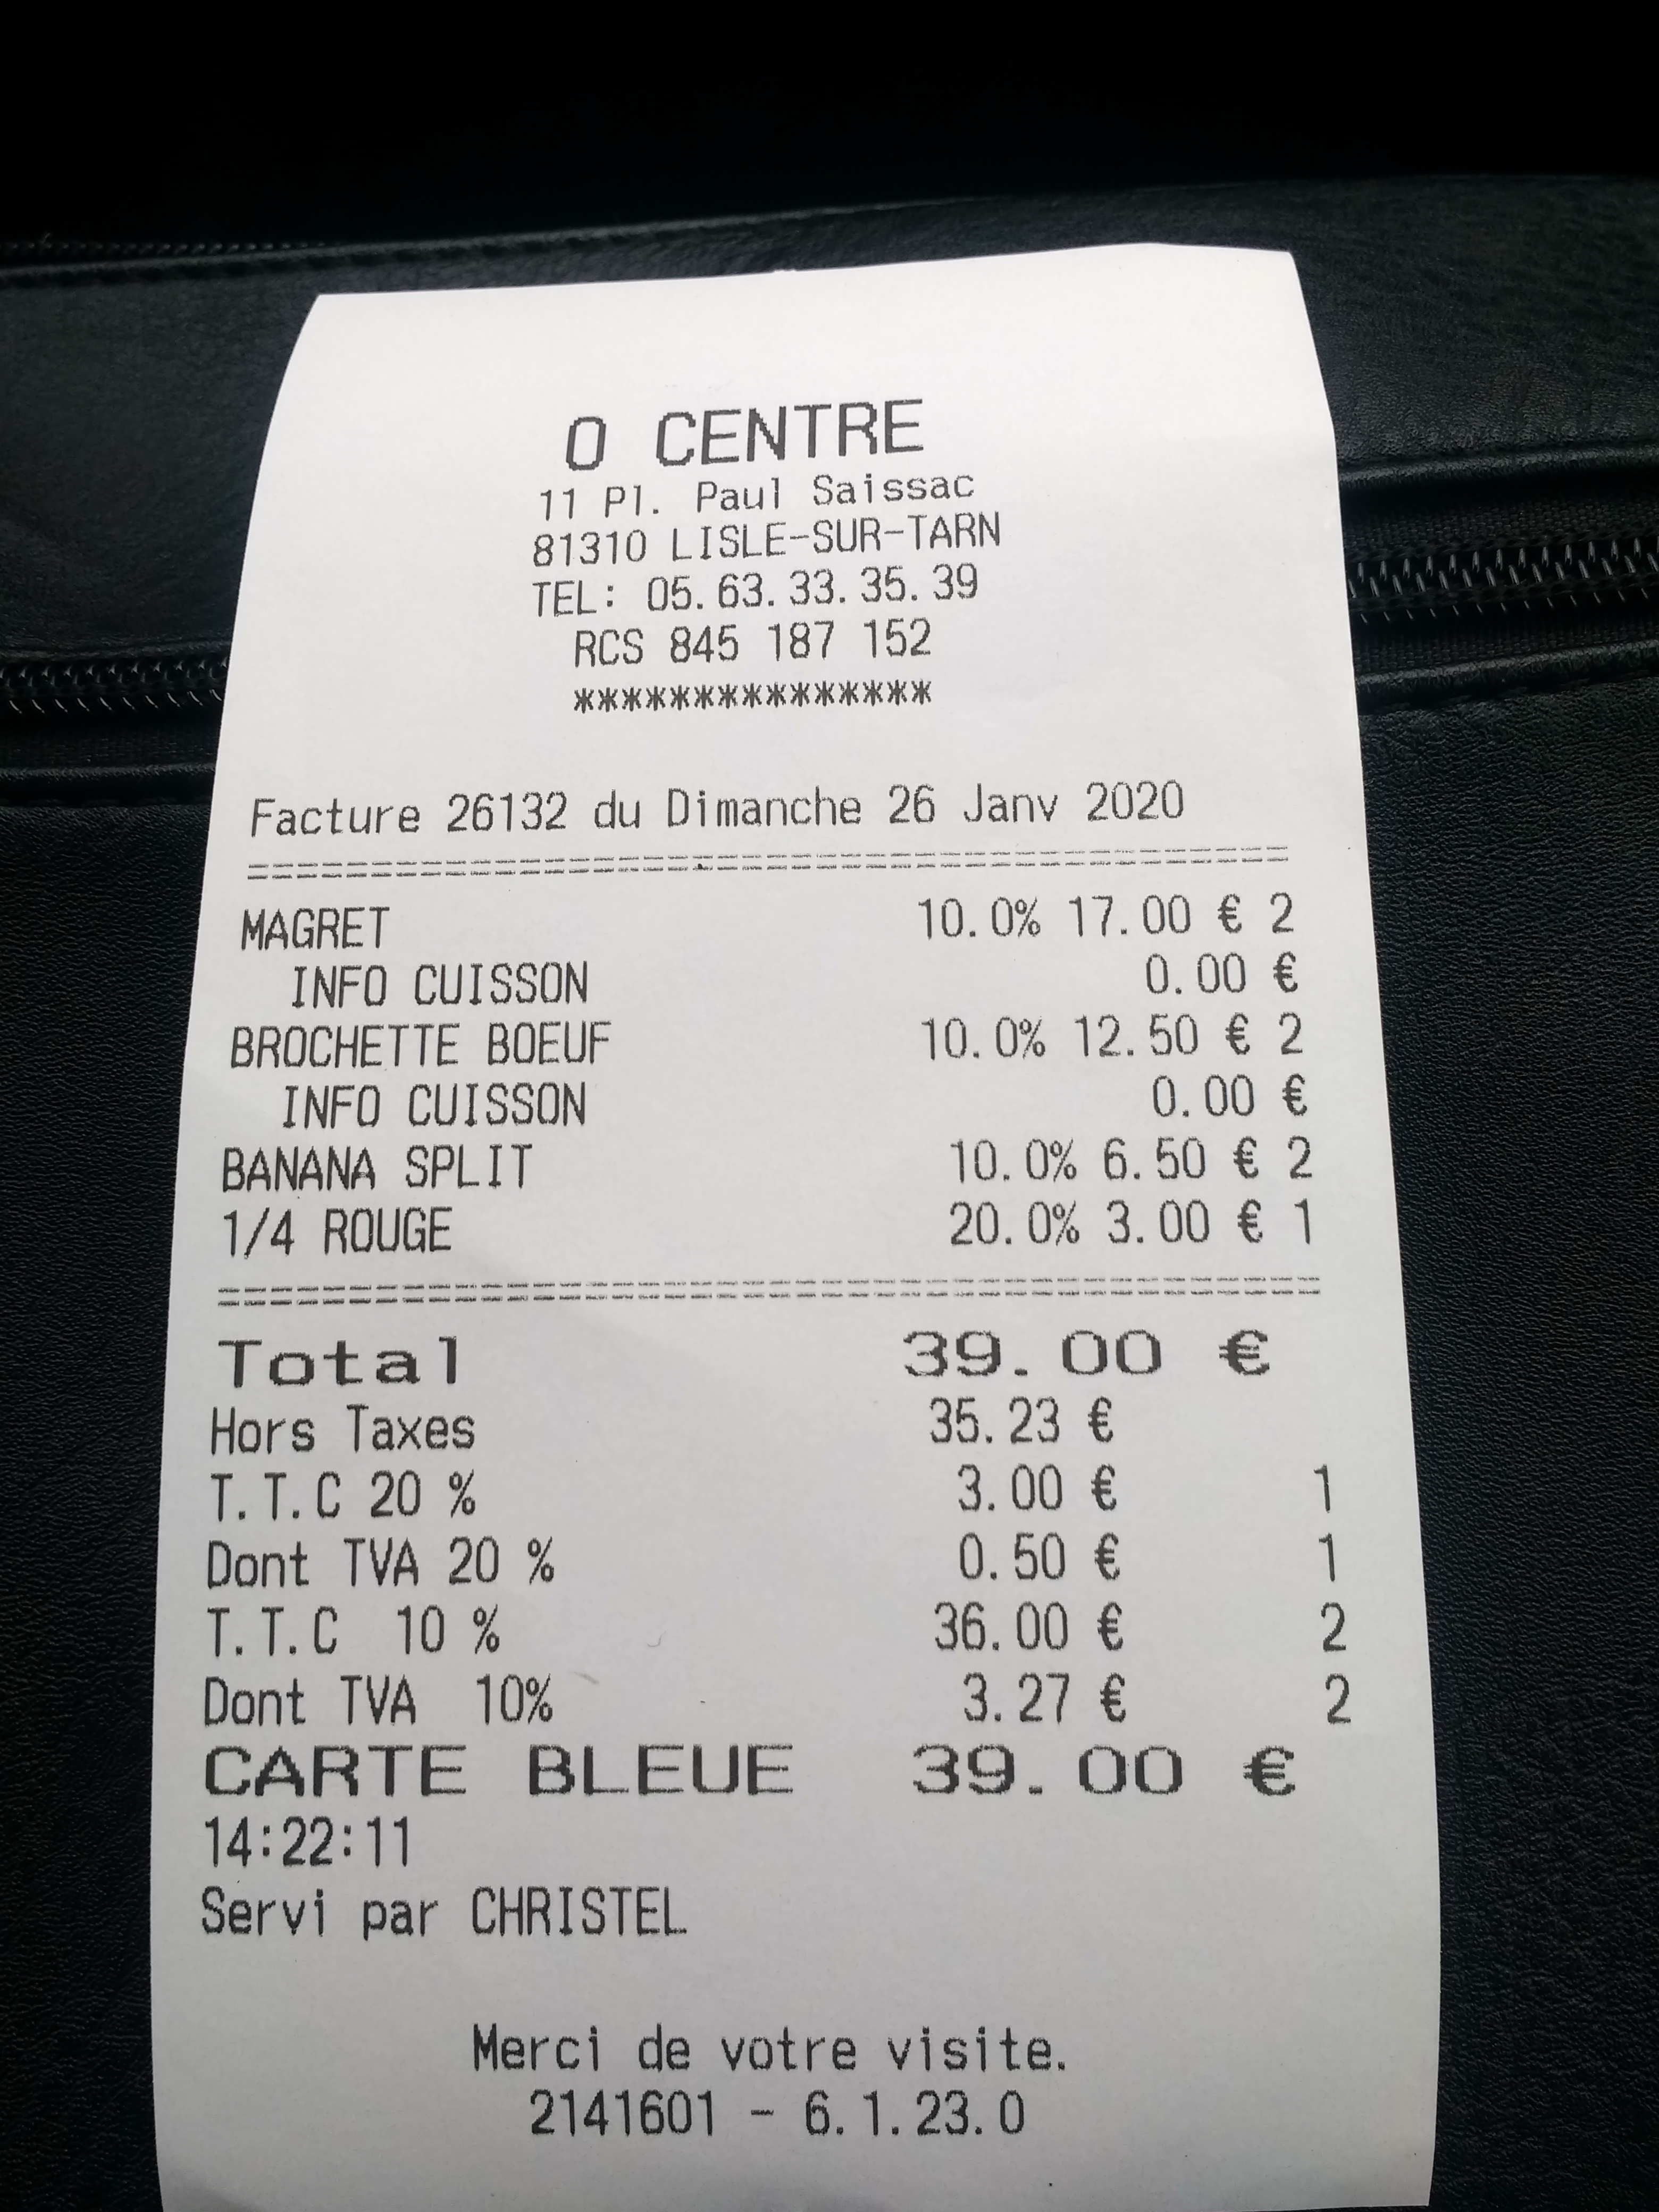 O CENTRE
11 Pl. Paul Saissac
81310 LISLE-SUR-TARN
TEL: 05.63.33.35.39
RCS 845 187 152
***************
Facture 26132 du Dimanche 26 Janv 2020
MAGRET 10.0% 17.00 € 2
INFO CUISSON 0.00 €
BROCHETTE BOEUF 10.0% 12.50 € 2
INFO CUISSON 0.00 €
BANANA SPLIT 10.0% 6.50 € 2
1/4 ROUGE 20.0% 3.00 € 1
Total 39.00 €
Hors Taxes 35.23 €
T.T.C 20 % 3.00 € 1
Dont TVA 20 % 0.50 € 1
T.T.C 10 % 36.00 € 2
Dont TVA 10% 3.27 € 2
CARTE BLEUE 39.00 €
14:22:11
Servi par CHRISTEL
Merci de votre visite.
2141601 - 6.1.23.0